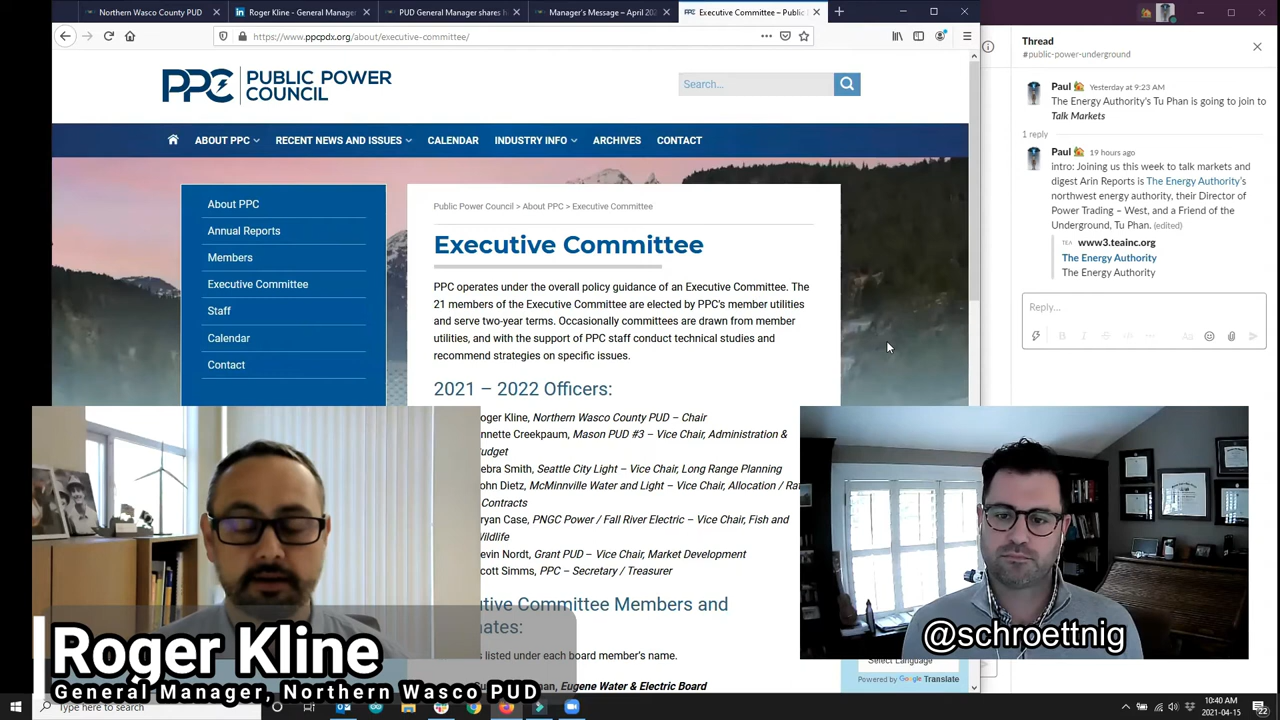 Northern Wasco County PUD
Roger Kline - General Manager
PUD General Manager shares
Manager's Message – April 202
Executive Committee – Public
https://www.ppcpdx.org/about/executive-committee/
PPC
PUBLIC POWER
COUNCIL
Search...
ABOUT PPC
RECENT NEWS AND ISSUES
CALENDAR
INDUSTRY INFO
ARCHIVES
CONTACT
About PPC
Annual Reports
Members
Executive Committee
Staff
Calendar
Contact
Public Power Council > About PPC > Executive Committee
Executive Committee
PPC operates under the overall policy guidance of an Executive Committee. The
21 members of the Executive Committee are elected by PPC's member utilities
and serve two-year terms. Occasionally committees are drawn from member
utilities, and with the support of PPC staff conduct technical studies and
recommend strategies on specific issues.
2021 – 2022 Officers:
oger Kline, Northern Wasco County PUD – Chair
nnette Creekpaum, Mason PUD #3 – Vice Chair, Administration &
udget
ebra Smith, Seattle City Light – Vice Chair, Long Range Planning
ohn Dietz, McMinnville Water and Light – Vice Chair, Allocation / Rat
Contracts
ryan Case, PNGC Power / Fall River Electric – Vice Chair, Fish and
ildlife
evin Nordt, Grant PUD – Vice Chair, Market Development
cott Simms, PPC – Secretary / Treasurer
utive Committee Members and
nates:
s listed under each board member's name.
an, Eugene Water & Electric Board
Select Language
Powered by Google Translate
Thread
#public-power-underground
Paul Yesterday at 9:23 AM
The Energy Authority's Tu Phan is going to join to
Talk Markets
1 reply
Paul 19 hours ago
intro: Joining us this week to talk markets and
digest Arin Reports is The Energy Authority's
northwest energy authority, their Director of
Power Trading – West, and a Friend of the
Underground, Tu Phan. (edited)
TEA www3.teainc.org
The Energy Authority
The Energy Authority
Reply...
Roger Kline
General Manager, Northern Wasco PUD
@schroettnig
Type here to search
10:40 AM
2021-04-15
22